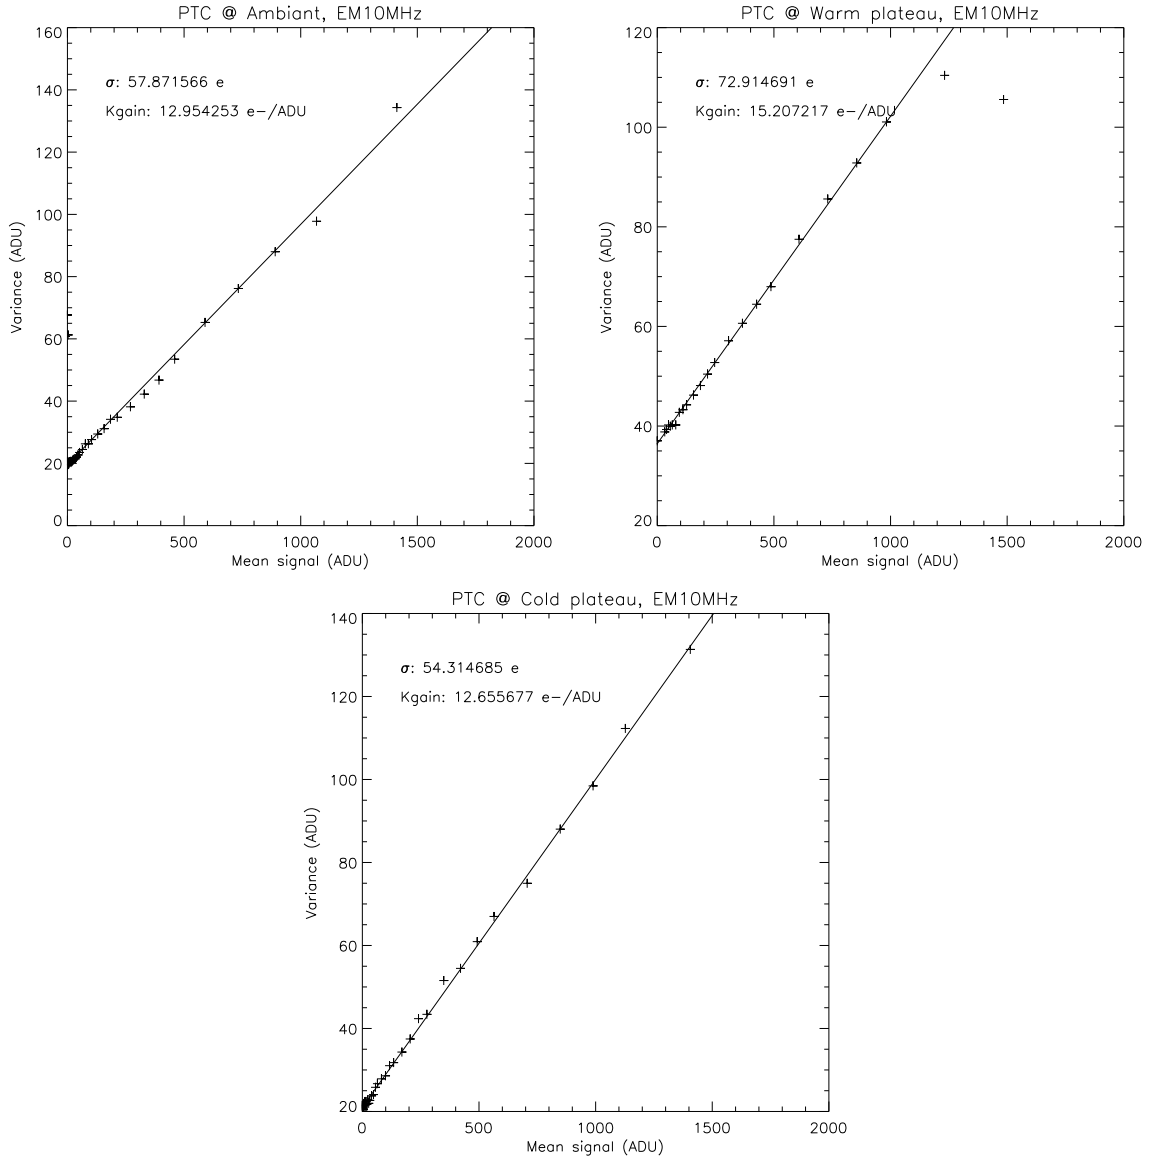 PTC @ Ambiant, EM10MHz
160
140
120
100
80
60
40
20
0
Variance (ADU)
σ: 57.871566 e
Kgain: 12.954253 e−/ADU
0 500 1000 1500 2000
Mean signal (ADU)
PTC @ Warm plateau, EM10MHz
120
100
80
60
40
20
Variance (ADU)
σ: 72.914691 e
Kgain: 15.207217 e−/ADU
0 500 1000 1500 2000
Mean signal (ADU)
PTC @ Cold plateau, EM10MHz
140
120
100
80
60
40
20
Variance (ADU)
σ: 54.314685 e
Kgain: 12.655677 e−/ADU
0 500 1000 1500 2000
Mean signal (ADU)